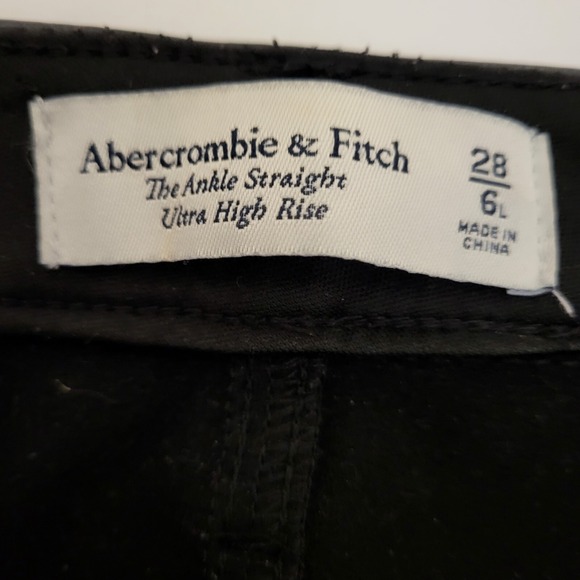 Abercrombie & Fitch
The Ankle Straight
Ultra High Rise
28
6L
MADE IN
CHINA